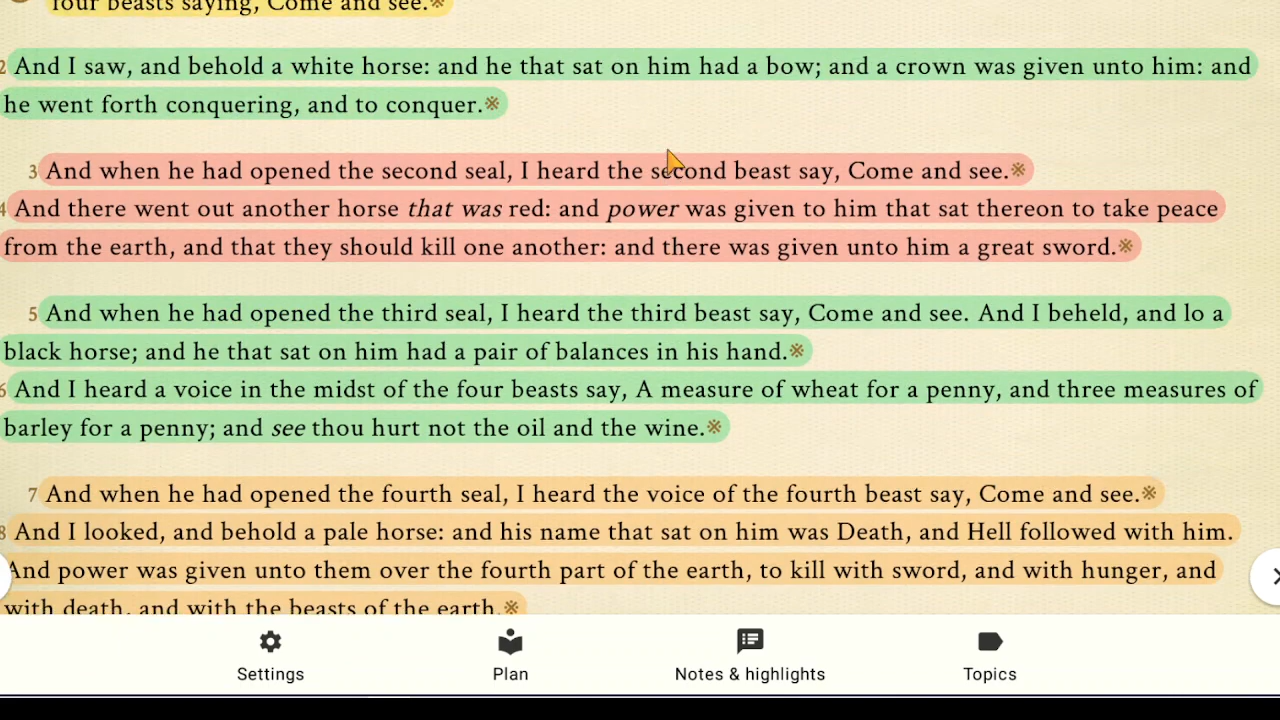 four beasts saying, Come and see.※
2 And I saw, and behold a white horse: and he that sat on him had a bow; and a crown was given unto him: and
he went forth conquering, and to conquer.※
3 And when he had opened the second seal, I heard the second beast say, Come and see.※
4 And there went out another horse that was red: and power was given to him that sat thereon to take peace
from the earth, and that they should kill one another: and there was given unto him a great sword.※
5 And when he had opened the third seal, I heard the third beast say, Come and see. And I beheld, and lo a
black horse; and he that sat on him had a pair of balances in his hand.※
6 And I heard a voice in the midst of the four beasts say, A measure of wheat for a penny, and three measures of
barley for a penny; and see thou hurt not the oil and the wine.※
7 And when he had opened the fourth seal, I heard the voice of the fourth beast say, Come and see.※
8 And I looked, and behold a pale horse: and his name that sat on him was Death, and Hell followed with him.
And power was given unto them over the fourth part of the earth, to kill with sword, and with hunger, and
with death, and with the beasts of the earth.※
Settings
Plan
Notes & highlights
Topics